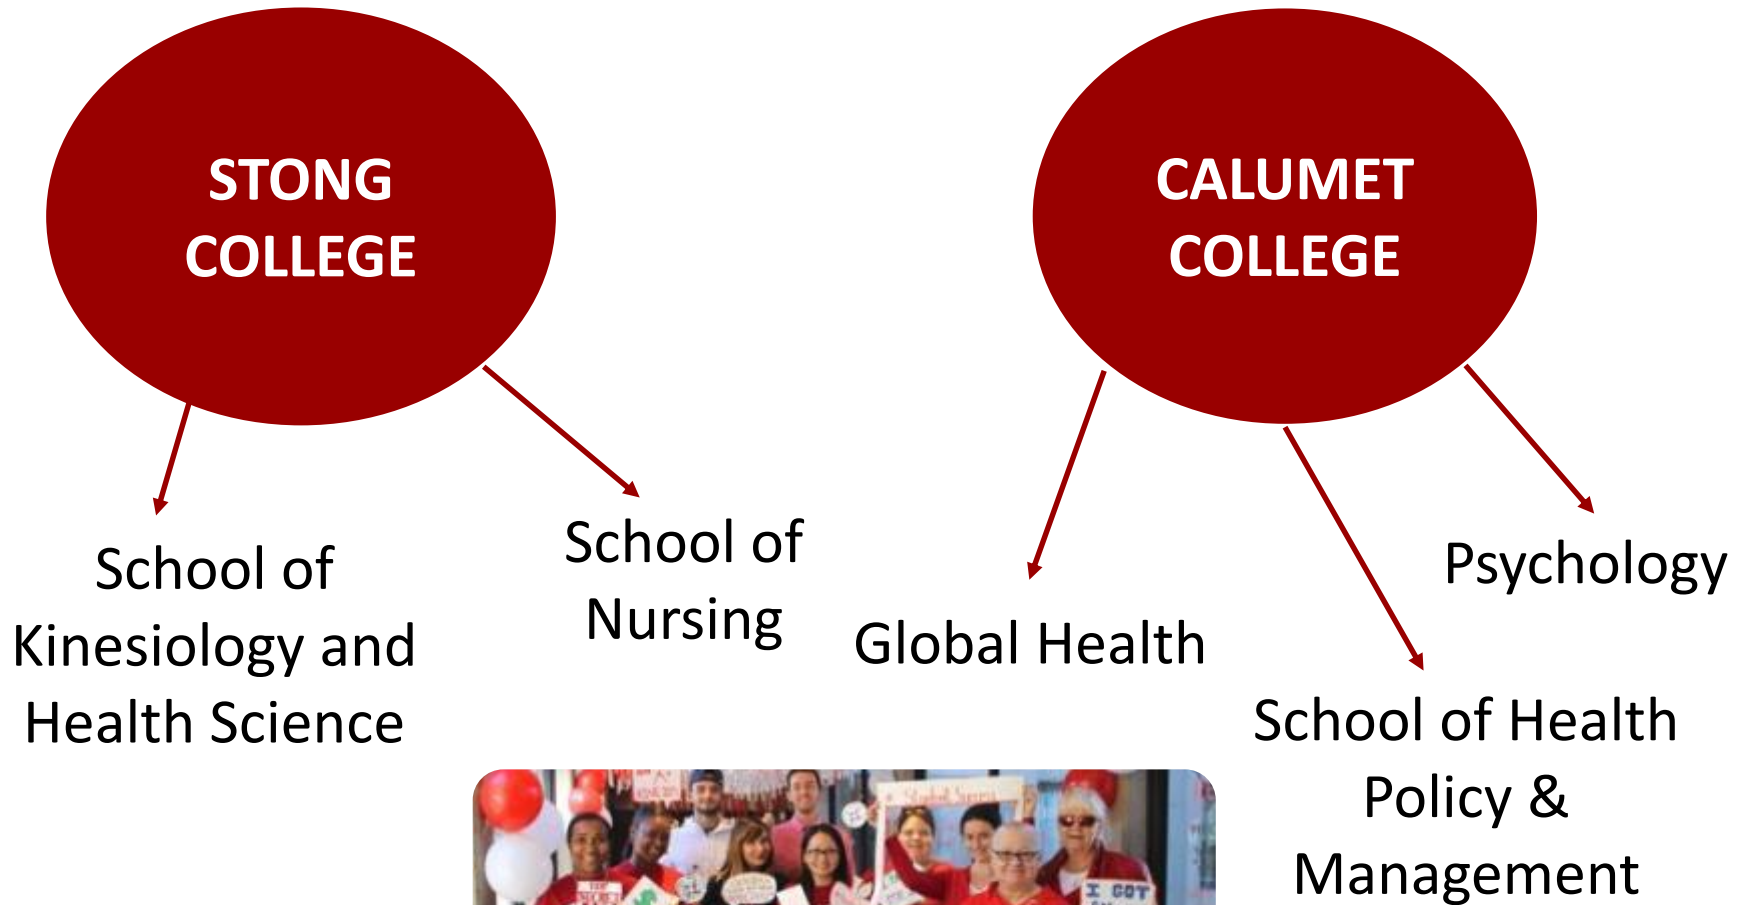 STONG
COLLEGE
CALUMET
COLLEGE
School of
Kinesiology and
Health Science
School of
Nursing
Global Health
Psychology
School of Health
Policy &
Management
I GOT